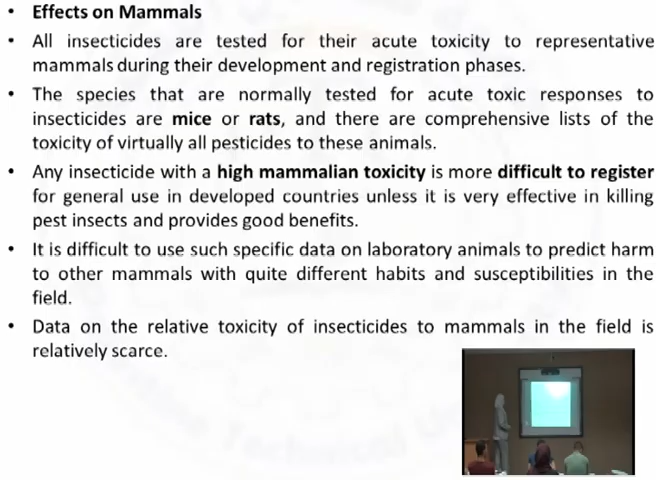 • Effects on Mammals
• All insecticides are tested for their acute toxicity to representative
mammals during their development and registration phases.
• The species that are normally tested for acute toxic responses to
insecticides are mice or rats, and there are comprehensive lists of the
toxicity of virtually all pesticides to these animals.
• Any insecticide with a high mammalian toxicity is more difficult to register
for general use in developed countries unless it is very effective in killing
pest insects and provides good benefits.
• It is difficult to use such specific data on laboratory animals to predict harm
to other mammals with quite different habits and susceptibilities in the
field.
• Data on the relative toxicity of insecticides to mammals in the field is
relatively scarce.